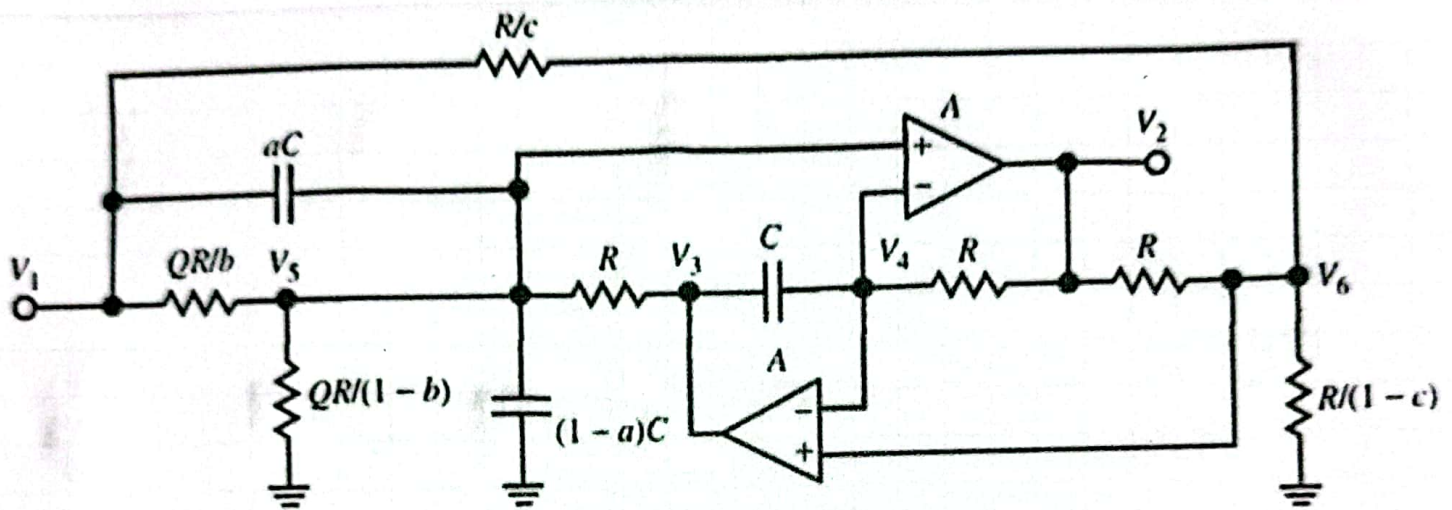 R/c
A
V₂
aC
+
−
C
V₁
QR/b
V₅
R
V₃
V₄
R
R
V₆
A
QR/(1 − b)
(1 − a)C
−
+
R/(1 − c)